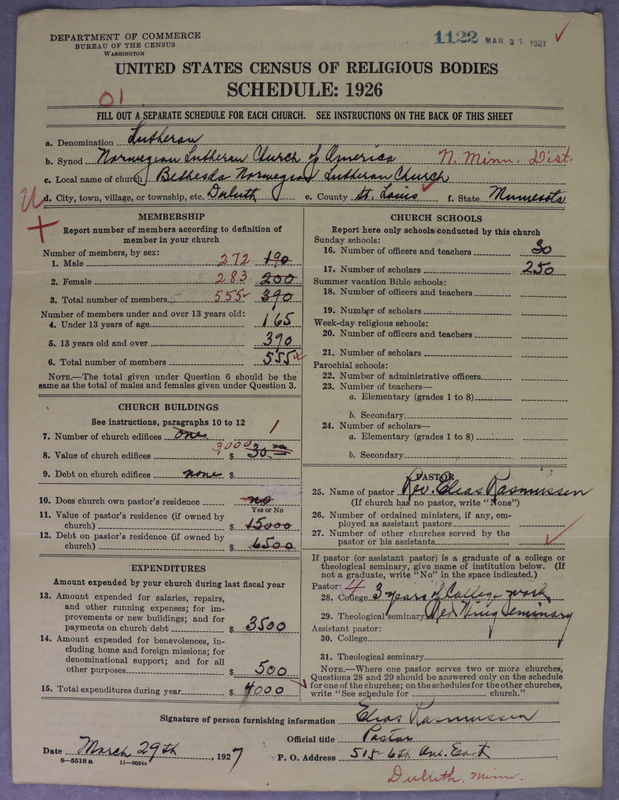 DEPARTMENT OF COMMERCE
BUREAU OF THE CENSUS
WASHINGTON
1122 MAR 31 1927
UNITED STATES CENSUS OF RELIGIOUS BODIES
SCHEDULE: 1926
01
FILL OUT A SEPARATE SCHEDULE FOR EACH CHURCH. SEE INSTRUCTIONS ON THE BACK OF THIS SHEET
a. Denomination Lutheran
b. Synod Norwegian Lutheran Church of America N. Minn. Dist.
c. Local name of church Bethesda Norwegian Lutheran Church
d. City, town, village, or township, etc. Duluth e. County St. Louis f. State Minnesota
MEMBERSHIP
Report number of members according to definition of
member in your church
Number of members, by sex:
1. Male 272 190
2. Female 283 200
3. Total number of members 555 390
Number of members under and over 13 years old:
4. Under 13 years of age 165
5. 13 years old and over 390
6. Total number of members 555
NOTE.—The total given under Question 6 should be the
same as the total of males and females given under Question 3.
CHURCH BUILDINGS
See instructions, paragraphs 10 to 12
7. Number of church edifices one 1
8. Value of church edifices $ 3000
9. Debt on church edifices none $
10. Does church own pastor's residence no
Yes or No
11. Value of pastor's residence (if owned by
church) $ 15000
12. Debt on pastor's residence (if owned by
church) $ 6500
EXPENDITURES
Amount expended by your church during last fiscal year
13. Amount expended for salaries, repairs,
and other running expenses; for im-
provements or new buildings; and for
payments on church debt $ 3500
14. Amount expended for benevolences, in-
cluding home and foreign missions; for
denominational support; and for all
other purposes $ 500
15. Total expenditures during year $ 4000
CHURCH SCHOOLS
Report here only schools conducted by this church
Sunday schools:
16. Number of officers and teachers 30
17. Number of scholars 250
Summer vacation Bible schools:
18. Number of officers and teachers
19. Number of scholars
Week-day religious schools:
20. Number of officers and teachers
21. Number of scholars
Parochial schools:
22. Number of administrative officers
23. Number of teachers—
a. Elementary (grades 1 to 8)
b. Secondary
24. Number of scholars—
a. Elementary (grades 1 to 8)
b. Secondary
PASTOR
25. Name of pastor Rev. Elias Rasmussen
(If church has no pastor, write "None")
26. Number of ordained ministers, if any, em-
ployed as assistant pastors
27. Number of other churches served by the
pastor or his assistants
If pastor (or assistant pastor) is a graduate of a college or
theological seminary, give name of institution below. (If
not a graduate, write "No" in the space indicated.)
Pastor: 4
28. College 3 years of College work
29. Theological seminary Red Wing Seminary
Assistant pastor:
30. College
31. Theological seminary
NOTE.—Where one pastor serves two or more churches,
Questions 28 and 29 should be answered only on the schedule
for one of the churches; on the schedules for the other churches,
write "See schedule for church."
Signature of person furnishing information Elias Rasmussen
Official title Pastor
Date March 29th, 1927 P. O. Address 515-6th Ave. East
8—5518a 11—9054
Duluth, Minn.